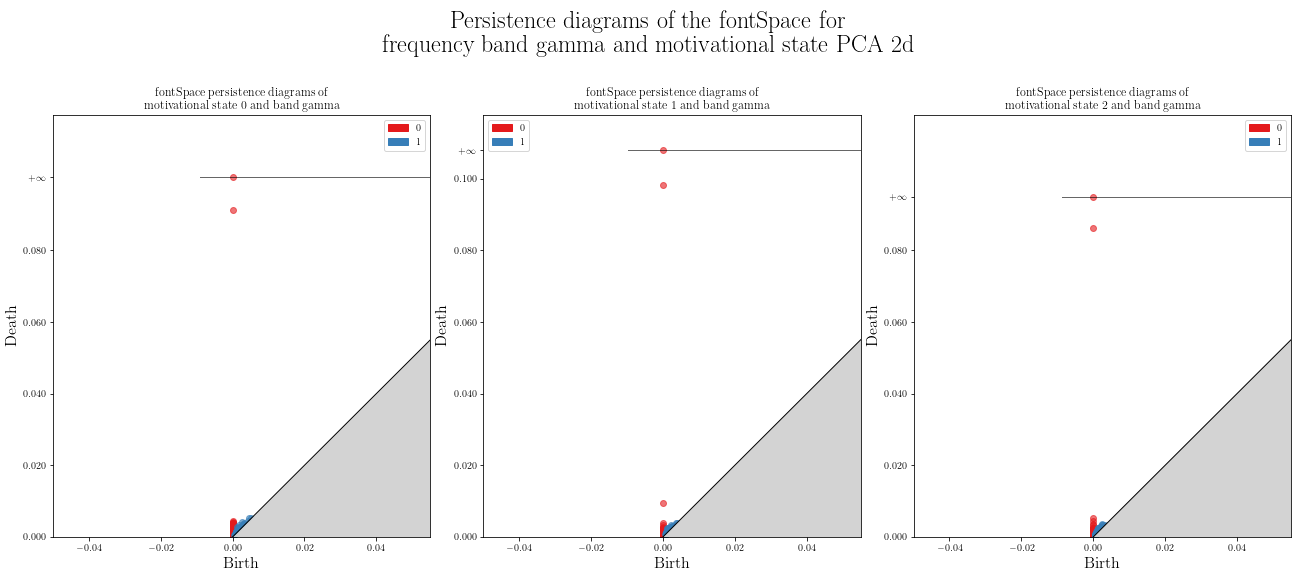 Persistence diagrams of the fontSpace for
frequency band gamma and motivational state PCA 2d
fontSpace persistence diagrams of
motivational state 0 and band gamma
0
1
+∞
0.080
0.060
0.040
0.020
0.000
Death
−0.04
−0.02
0.00
0.02
0.04
Birth
fontSpace persistence diagrams of
motivational state 1 and band gamma
0
1
+∞
0.100
0.080
0.060
0.040
0.020
0.000
Death
−0.04
−0.02
0.00
0.02
0.04
Birth
fontSpace persistence diagrams of
motivational state 2 and band gamma
0
1
+∞
0.080
0.060
0.040
0.020
0.000
Death
−0.04
−0.02
0.00
0.02
0.04
Birth